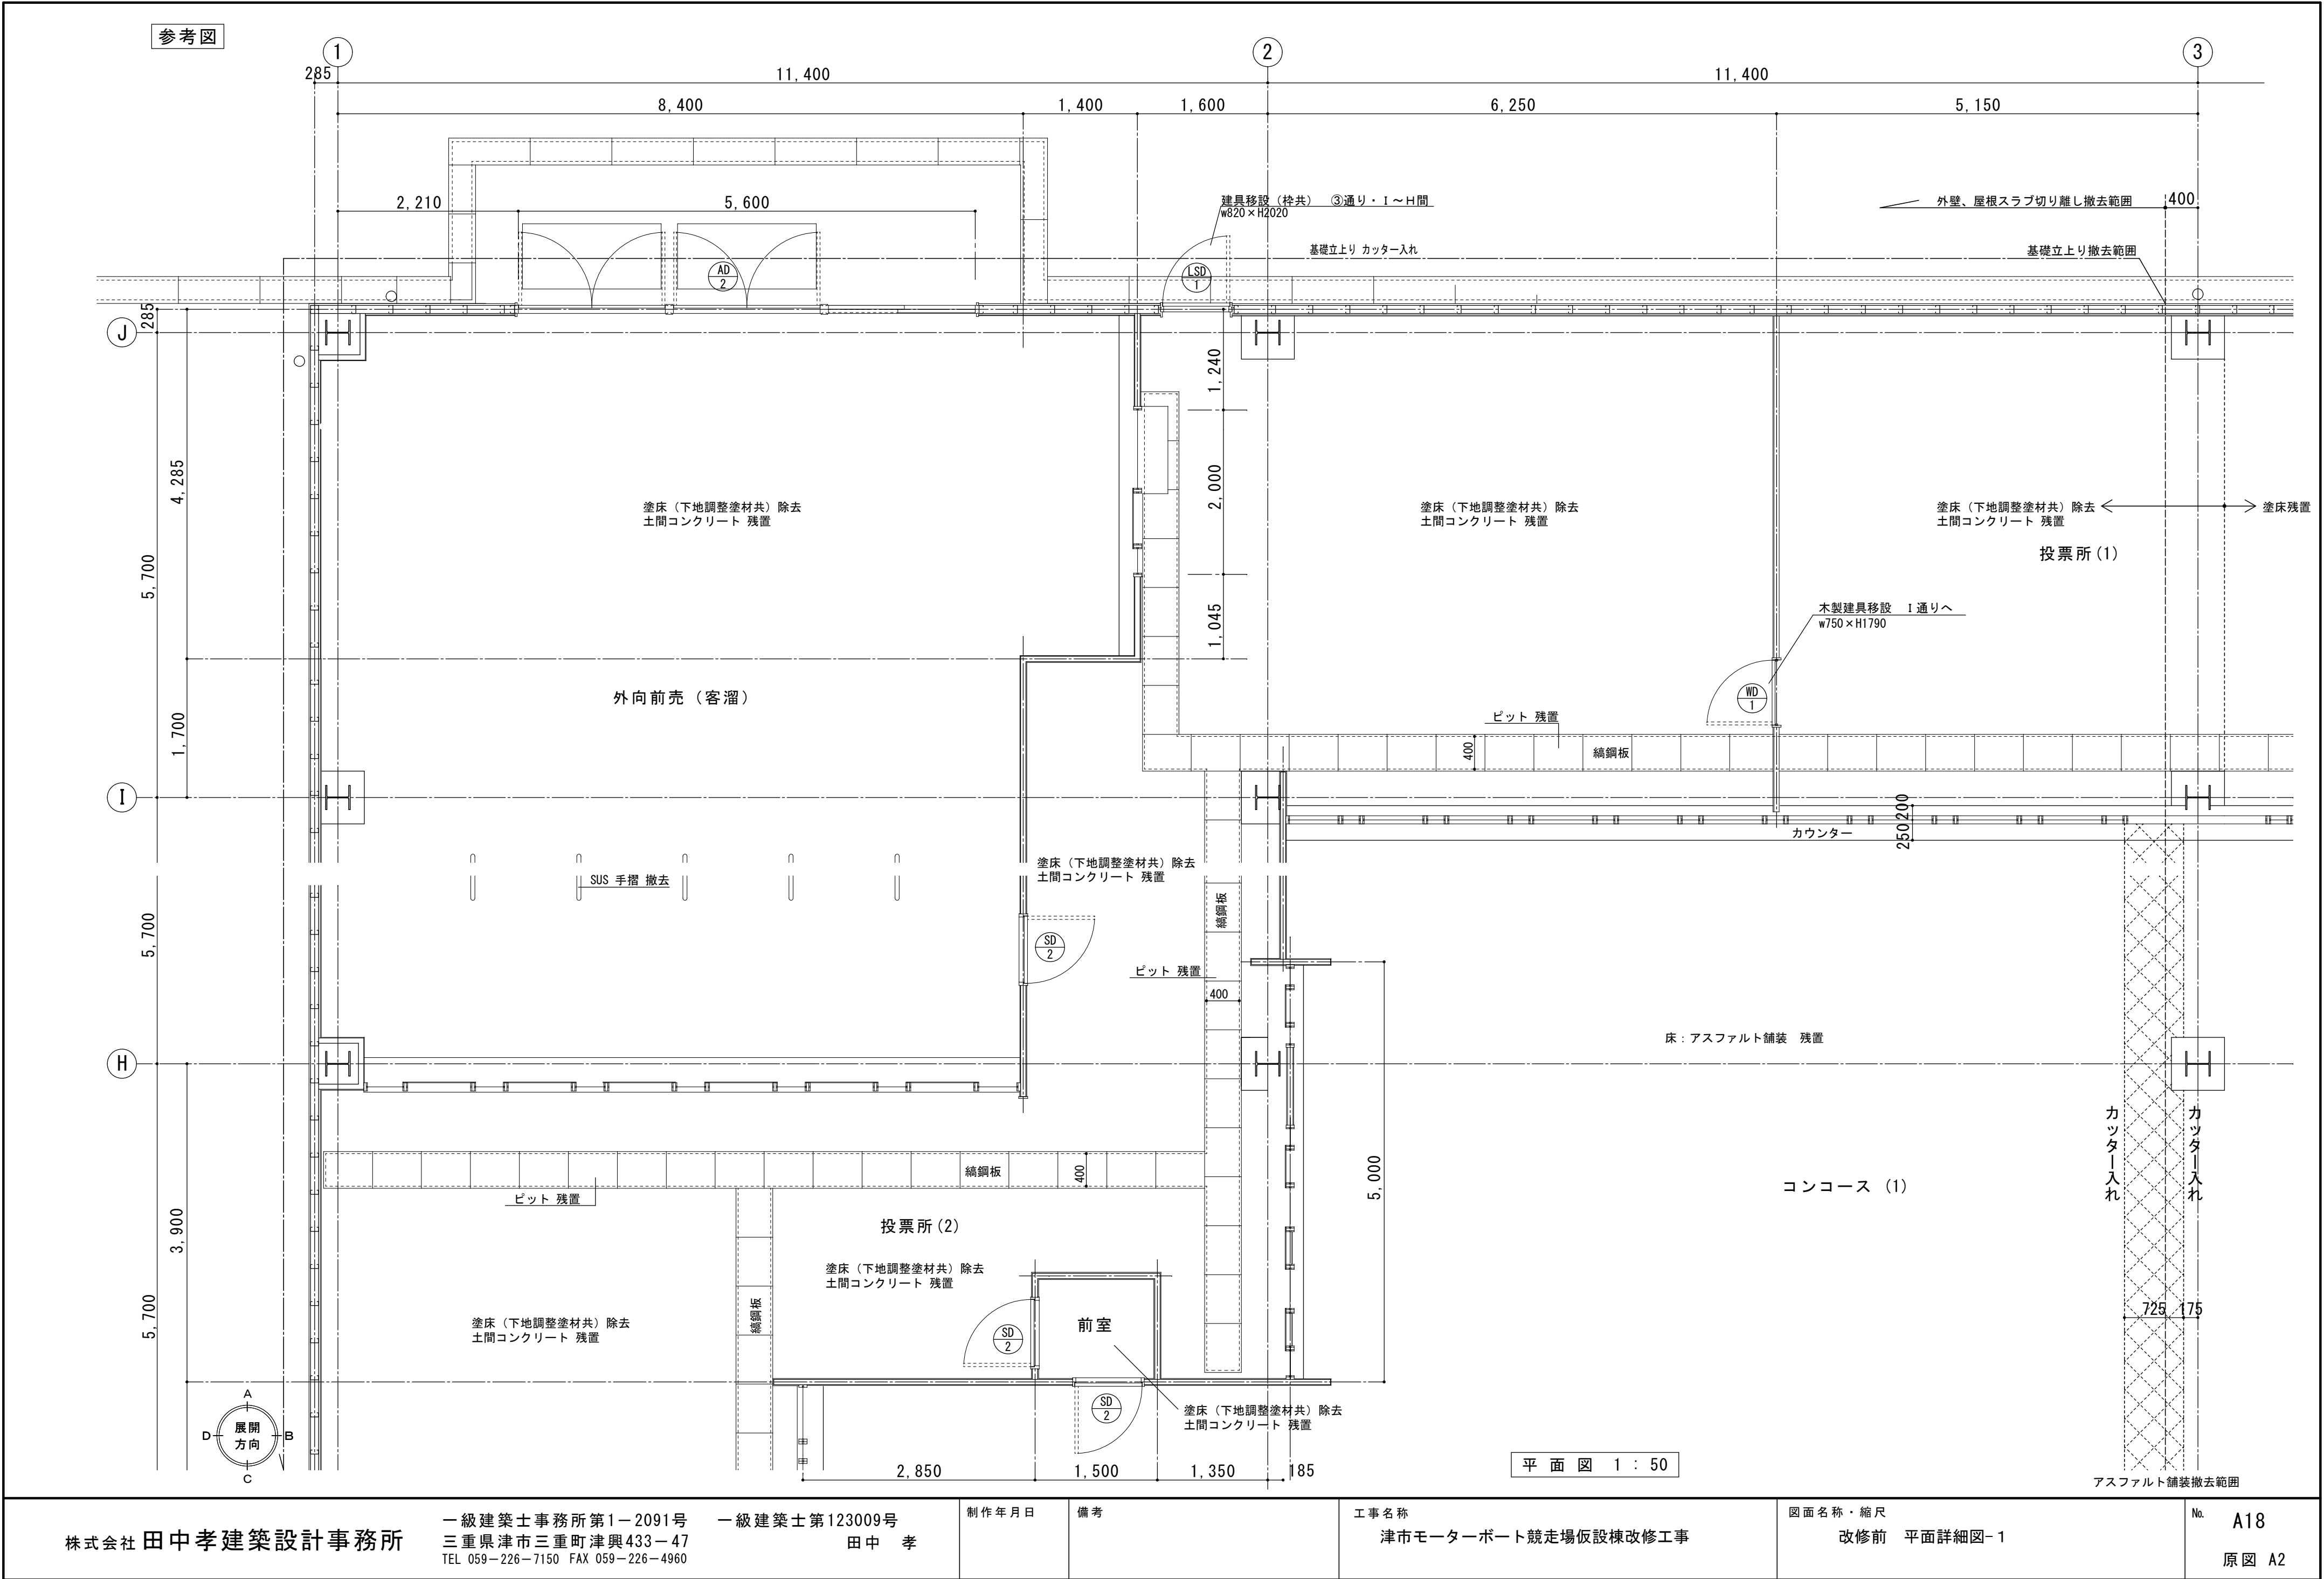 参考図
1
2
3
285
11,400
11,400
8,400
1,400
1,600
6,250
5,150
2,210
5,600
建具移設（枠共）　③通り・Ｉ～Ｈ間
w820×H2020
外壁、屋根スラブ切り離し撤去範囲
400
基礎立上り カッター入れ
基礎立上り撤去範囲
AD
2
LSD
1
J
285
1,240
4,285
2,000
塗床（下地調整塗材共）除去
土間コンクリート 残置
塗床（下地調整塗材共）除去
土間コンクリート 残置
塗床（下地調整塗材共）除去
土間コンクリート 残置
塗床残置
投票所(1)
5,700
1,045
木製建具移設　Ｉ通りへ
w750×H1790
外向前売（客溜）
WD
1
1,700
ピット 残置
400
縞鋼板
I
200
250
カウンター
SUS 手摺 撤去
塗床（下地調整塗材共）除去
土間コンクリート 残置
縞鋼板
5,700
SD
2
ピット 残置
400
床：アスファルト舗装　残置
H
カッター入れ
カッター入れ
縞鋼板
400
5,000
コンコース (1)
ピット 残置
3,900
投票所(2)
塗床（下地調整塗材共）除去
土間コンクリート 残置
5,700
縞鋼板
塗床（下地調整塗材共）除去
土間コンクリート 残置
SD
2
前室
725
175
A
D
展開
方向
B
C
SD
2
塗床（下地調整塗材共）除去
土間コンクリート 残置
2,850
1,500
1,350
185
平 面 図　1 : 50
アスファルト舗装撤去範囲
株式会社 田中孝建築設計事務所
一級建築士事務所第1－2091号　一級建築士第123009号
三重県津市三重町津興433－47　田中　孝
TEL 059－226－7150 FAX 059－226－4960
制作年月日
備考
工事名称
津市モーターボート競走場仮設棟改修工事
図面名称・縮尺
改修前　平面詳細図-1
No.
A18
原図 A2